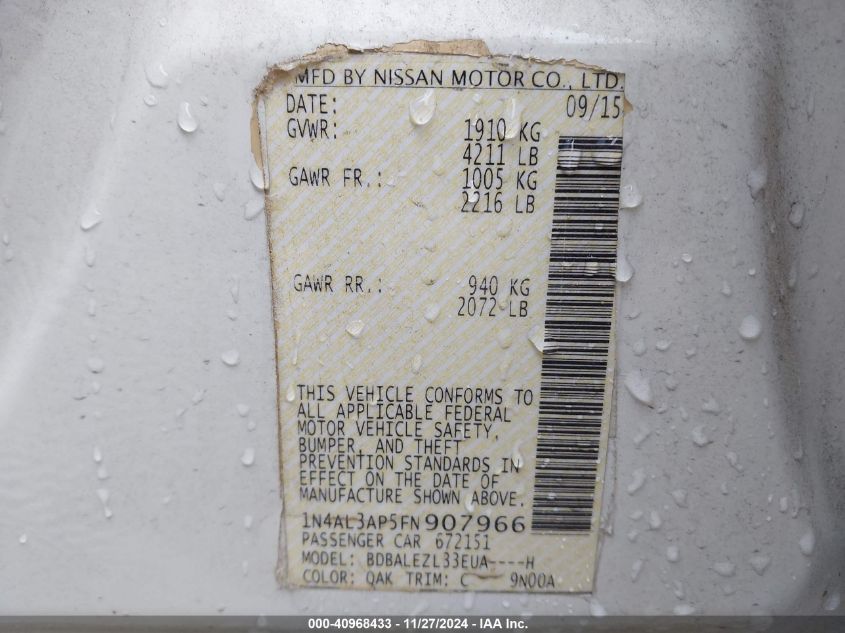 MFD BY NISSAN MOTOR CO., LTD.
DATE: 09/15
GVWR: 1910 KG
4211 LB
GAWR FR.: 1005 KG
2216 LB
GAWR RR.: 940 KG
2072 LB
THIS VEHICLE CONFORMS TO
ALL APPLICABLE FEDERAL
MOTOR VEHICLE SAFETY,
BUMPER, AND THEFT
PREVENTION STANDARDS IN
EFFECT ON THE DATE OF
MANUFACTURE SHOWN ABOVE.
1N4AL3AP5FN907966
PASSENGER CAR 672151
MODEL: BDBALEZL33EUA----H
COLOR: QAK TRIM: C 9N00A
000-40968433 - 11/27/2024 - IAA Inc.